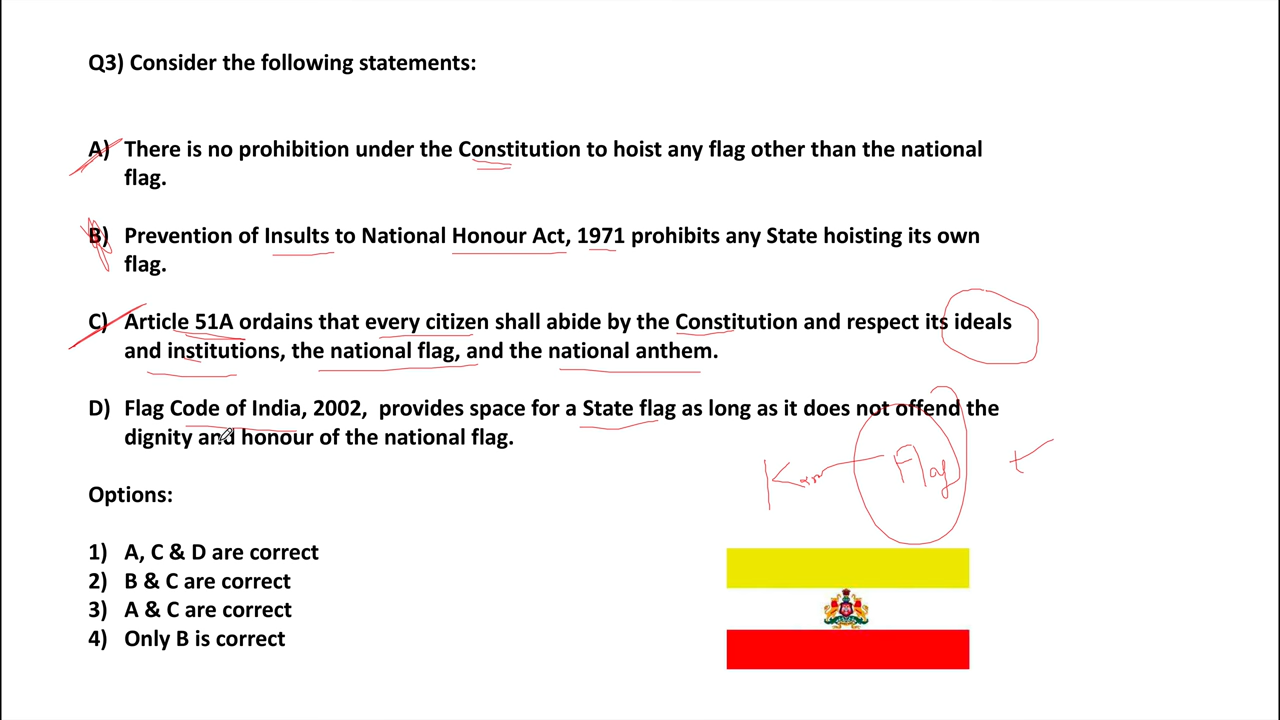 Q3) Consider the following statements:
A) There is no prohibition under the Constitution to hoist any flag other than the national
flag.
B) Prevention of Insults to National Honour Act, 1971 prohibits any State hoisting its own
flag.
C) Article 51A ordains that every citizen shall abide by the Constitution and respect its ideals
and institutions, the national flag, and the national anthem.
D) Flag Code of India, 2002, provides space for a State flag as long as it does not offend the
dignity and honour of the national flag.
Flag
Options:
1) A, C & D are correct
2) B & C are correct
3) A & C are correct
4) Only B is correct